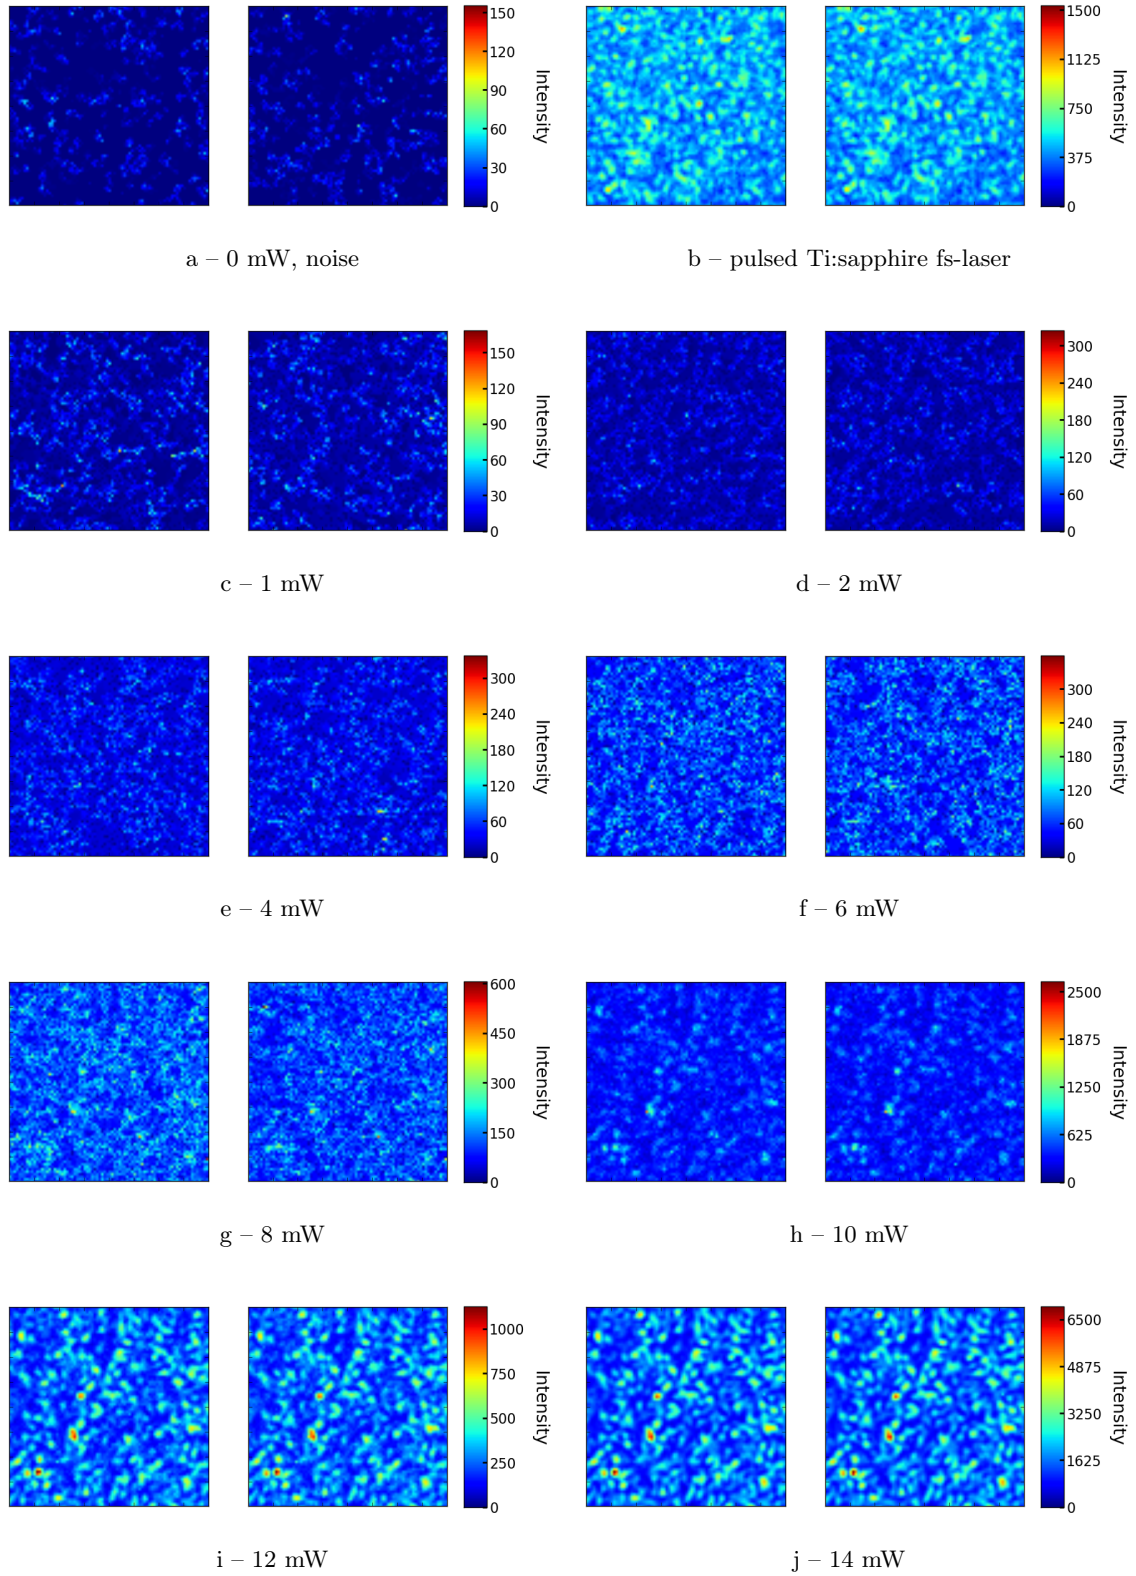 150
120
90
60
30
0
Intensity
1500
1125
750
375
0
Intensity
a – 0 mW, noise
b – pulsed Ti:sapphire fs-laser
150
120
90
60
30
0
Intensity
300
240
180
120
60
0
Intensity
c – 1 mW
d – 2 mW
300
240
180
120
60
0
Intensity
300
240
180
120
60
0
Intensity
e – 4 mW
f – 6 mW
600
450
300
150
0
Intensity
2500
1875
1250
625
0
Intensity
g – 8 mW
h – 10 mW
1000
750
500
250
0
Intensity
6500
4875
3250
1625
0
Intensity
i – 12 mW
j – 14 mW